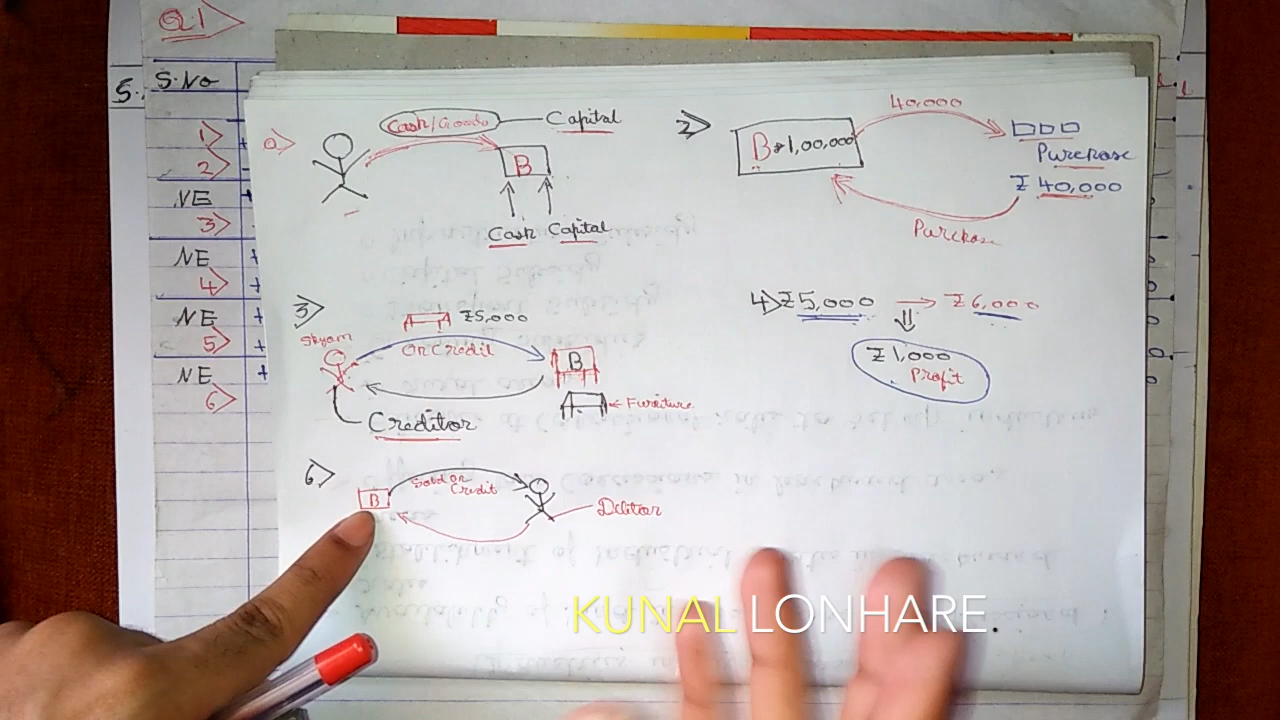 Q.1
S.
S.No
1>
2>
NE
3>
NE
4>
NE
5>
NE
6>
Cash/Goods
Capital
B
Cash Capital
2>
40,000
B→1,00,000
Purchase
₹ 40,000
Purchase
3>
₹5,000
Shyam
On Credit
B
Furniture
Creditor
4> ₹5,000 → ₹6,000
₹1,000
Profit
6>
Sold on
Credit
B
Debtor
KUNAL LONHARE